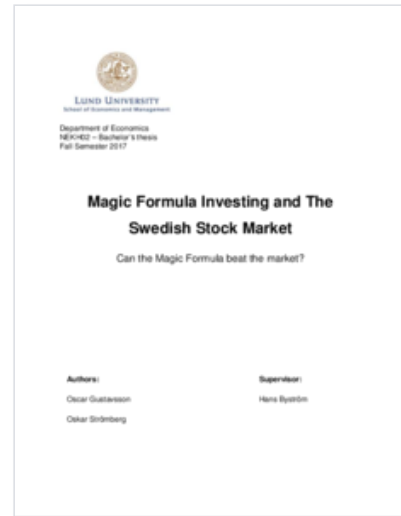 LUND UNIVERSITY
School of Economics and Management
Department of Economics
NEKH02 – Bachelor's thesis
Fall Semester 2017
Magic Formula Investing and The
Swedish Stock Market
Can the Magic Formula beat the market?
Authors:
Supervisor:
Oscar Gustavsson
Hans Byström
Oskar Strömberg